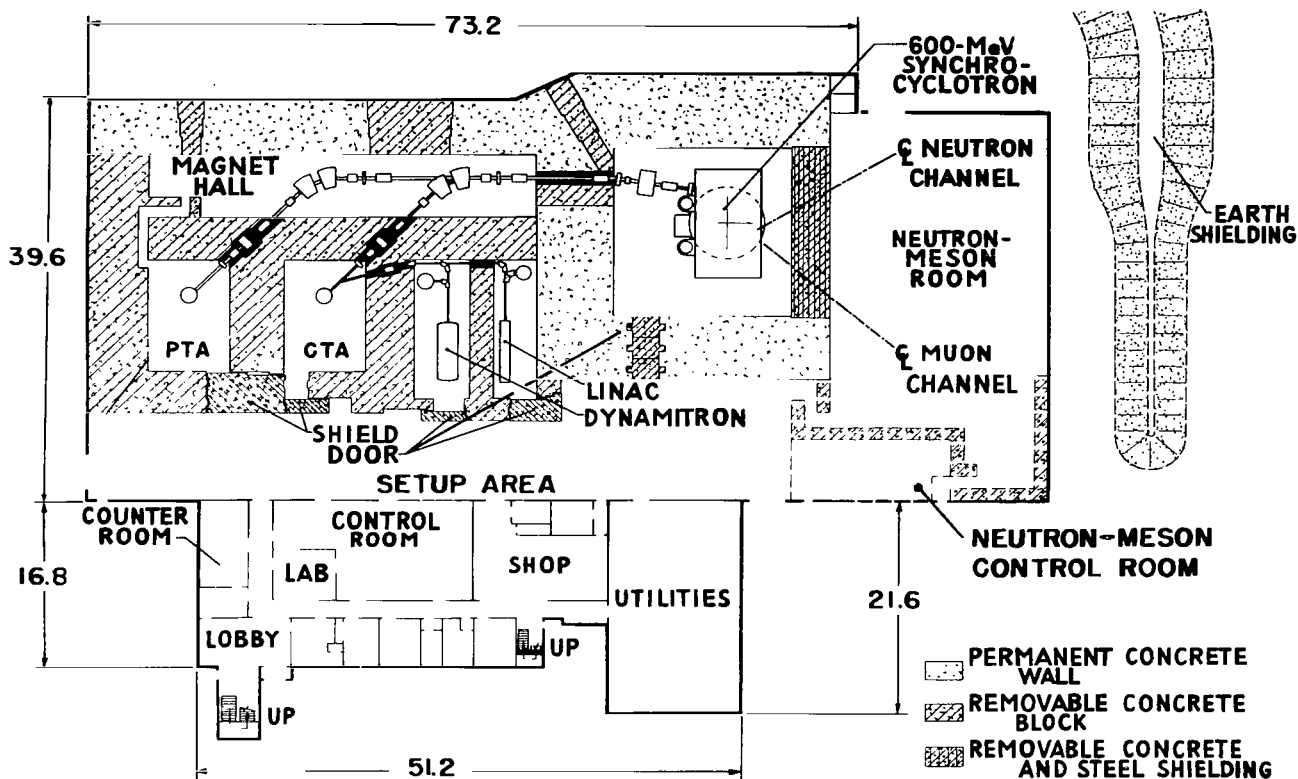 73.2
600-MeV
SYNCHRO-
CYCLOTRON
MAGNET
HALL
℄ NEUTRON
CHANNEL
EARTH
SHIELDING
39.6
NEUTRON-
MESON
ROOM
PTA
CTA
℄ MUON
CHANNEL
LINAC
DYNAMITRON
SHIELD
DOOR
SETUP AREA
COUNTER
ROOM
CONTROL
ROOM
NEUTRON-MESON
CONTROL ROOM
16.8
LAB
SHOP
UTILITIES
21.6
LOBBY
UP
UP
PERMANENT CONCRETE
WALL
REMOVABLE CONCRETE
BLOCK
REMOVABLE CONCRETE
AND STEEL SHIELDING
51.2